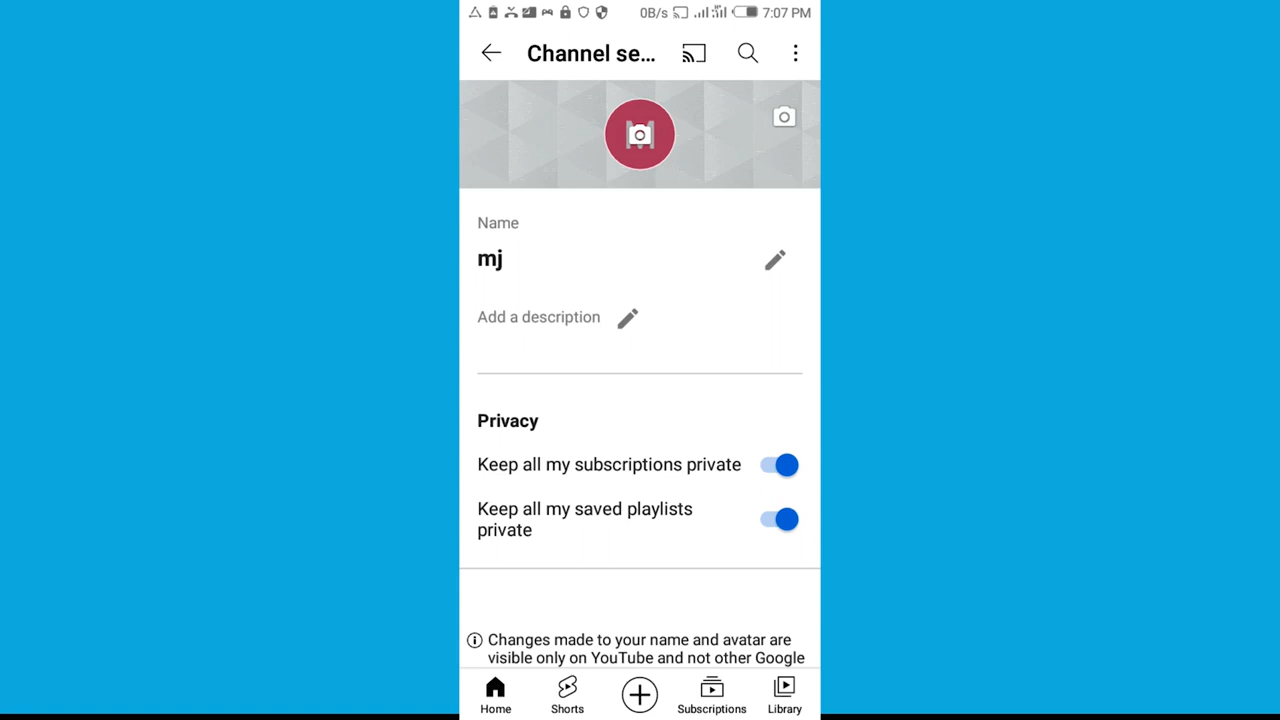 0B/s 7:07 PM
Channel se...
Name
mj
Add a description
Privacy
Keep all my subscriptions private
Keep all my saved playlists
private
Changes made to your name and avatar are
visible only on YouTube and not other Google
Home Shorts Subscriptions Library